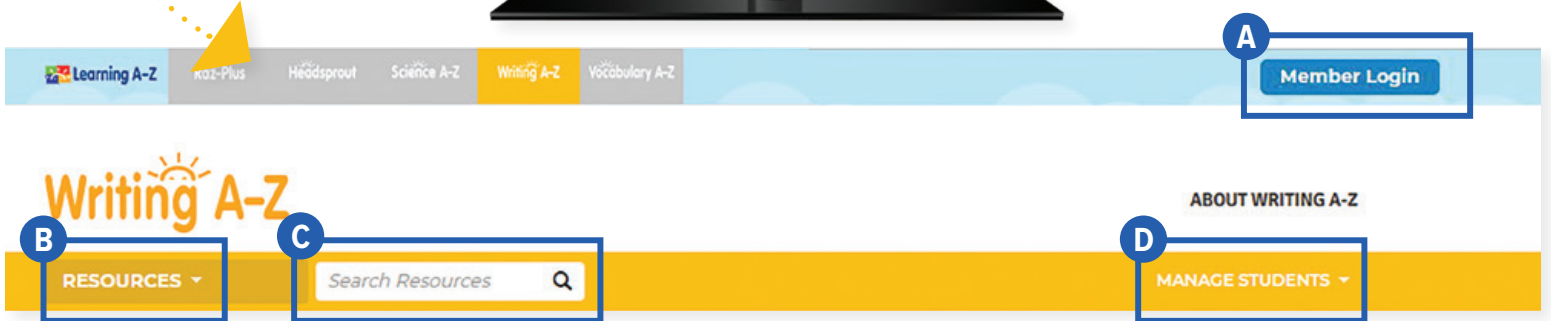 A
Learning A-Z Raz-Plus Headsprout Science A-Z Writing A-Z Vocabulary A-Z Member Login
Writing A-Z
ABOUT WRITING A-Z
B C D
RESOURCES Search Resources MANAGE STUDENTS